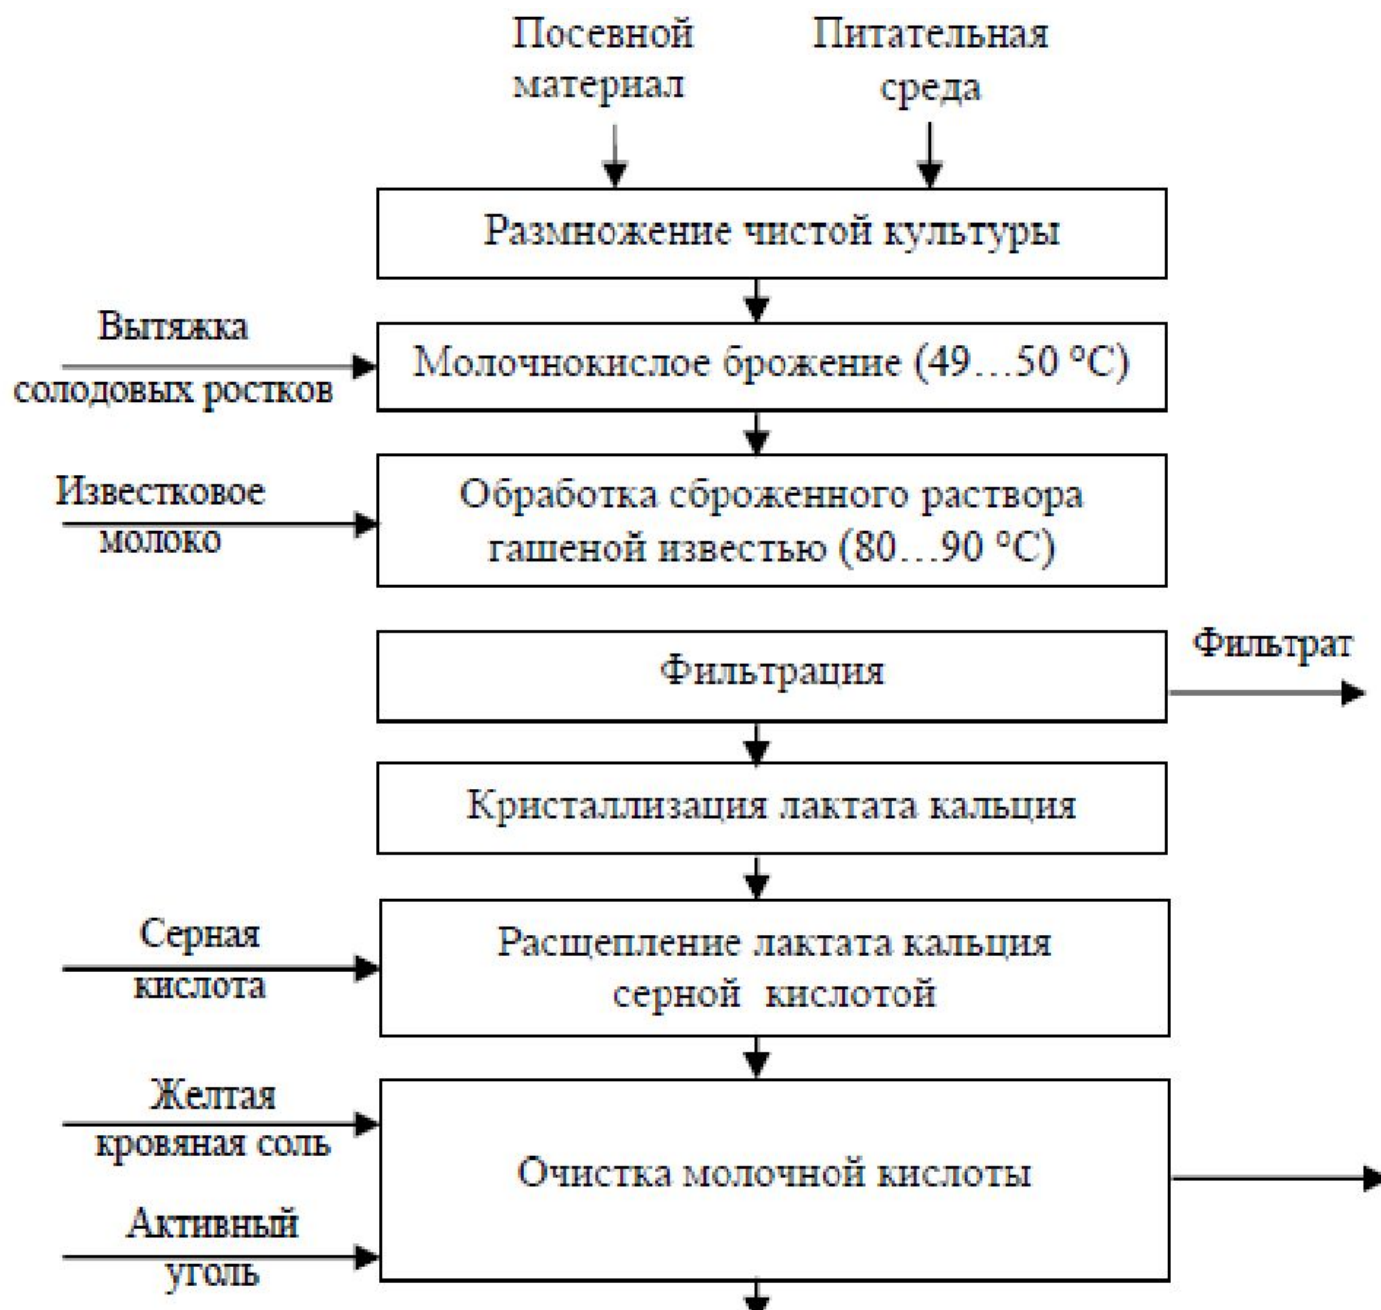 Посевной
материал
Питательная
среда
Размножение чистой культуры
Вытяжка
солодовых ростков
Молочнокислое брожение (49…50 °С)
Известковое
молоко
Обработка сброженного раствора
гашеной известью (80…90 °С)
Фильтрация
Фильтрат
Кристаллизация лактата кальция
Серная
кислота
Расщепление лактата кальция
серной кислотой
Желтая
кровяная соль
Очистка молочной кислоты
Активный
уголь